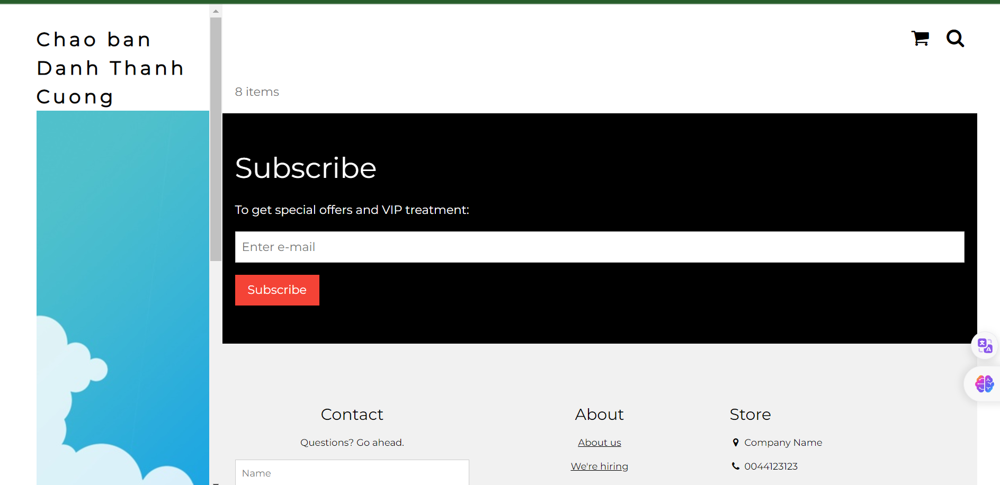 Chao ban
Danh Thanh
Cuong
8 items
Subscribe
To get special offers and VIP treatment:
Enter e-mail
Subscribe
Contact
Questions? Go ahead.
Name
About
About us
We're hiring
Store
Company Name
0044123123